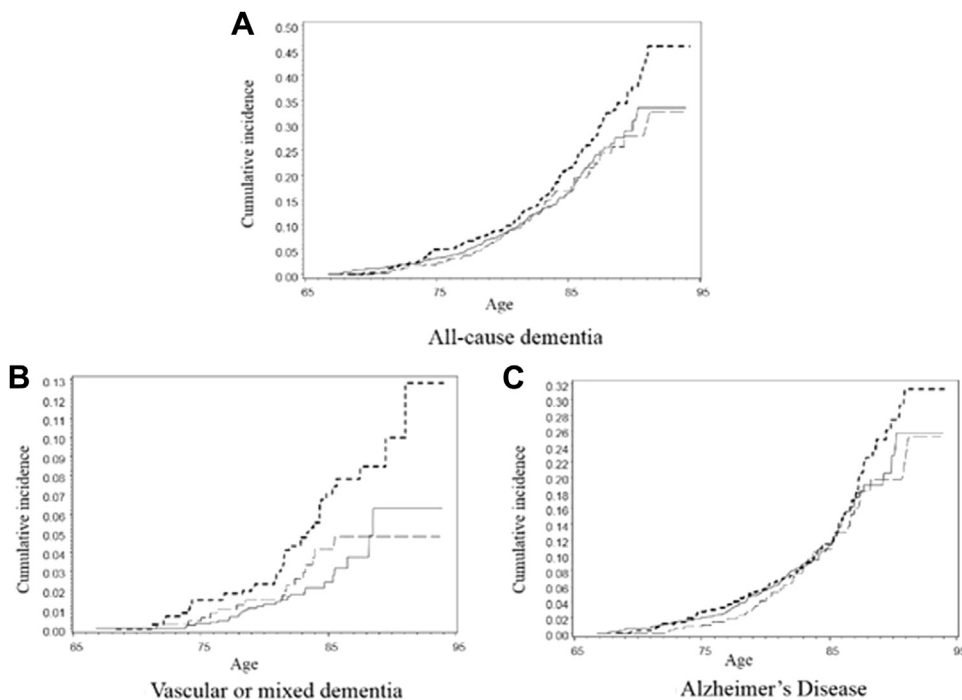 A
0.50
0.45
0.40
0.35
0.30
0.25
0.20
0.15
0.10
0.05
0.00
Cumulative incidence
65 75 85 95
Age
All-cause dementia
B
0.13
0.12
0.11
0.10
0.09
0.08
0.07
0.06
0.05
0.04
0.03
0.02
0.01
0.00
Cumulative incidence
65 75 85 95
Age
Vascular or mixed dementia
C
0.32
0.30
0.28
0.26
0.24
0.22
0.20
0.18
0.16
0.14
0.12
0.10
0.08
0.06
0.04
0.02
0.00
Cumulative incidence
65 75 85 95
Age
Alzheimer's Disease